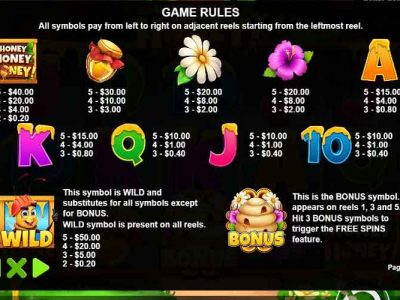 GAME RULES
All symbols pay from left to right on adjacent reels starting from the leftmost reel.
HONEY
HONEY
HONEY!
5 - $40.00
4 - $20.00
3 - $4.00
2 - $0.20
5 - $30.00
4 - $10.00
3 - $3.00
5 - $20.00
4 - $8.00
3 - $2.00
5 - $20.00
4 - $8.00
3 - $2.00
A
5 - $15.00
4 - $4.00
3 - $0.80
K
5 - $15.00
4 - $4.00
3 - $0.80
Q
5 - $10.00
4 - $1.00
3 - $0.40
J
5 - $10.00
4 - $1.00
3 - $0.40
10
5 - $10.00
4 - $1.00
3 - $0.40
WILD
This symbol is WILD and
substitutes for all symbols except
for BONUS.
WILD symbol is present on all reels.
5 - $50.00
4 - $20.00
3 - $5.00
2 - $0.20
BONUS
This is the BONUS symbol.
appears on reels 1, 3 and 5.
Hit 3 BONUS symbols to
trigger the FREE SPINS
feature.